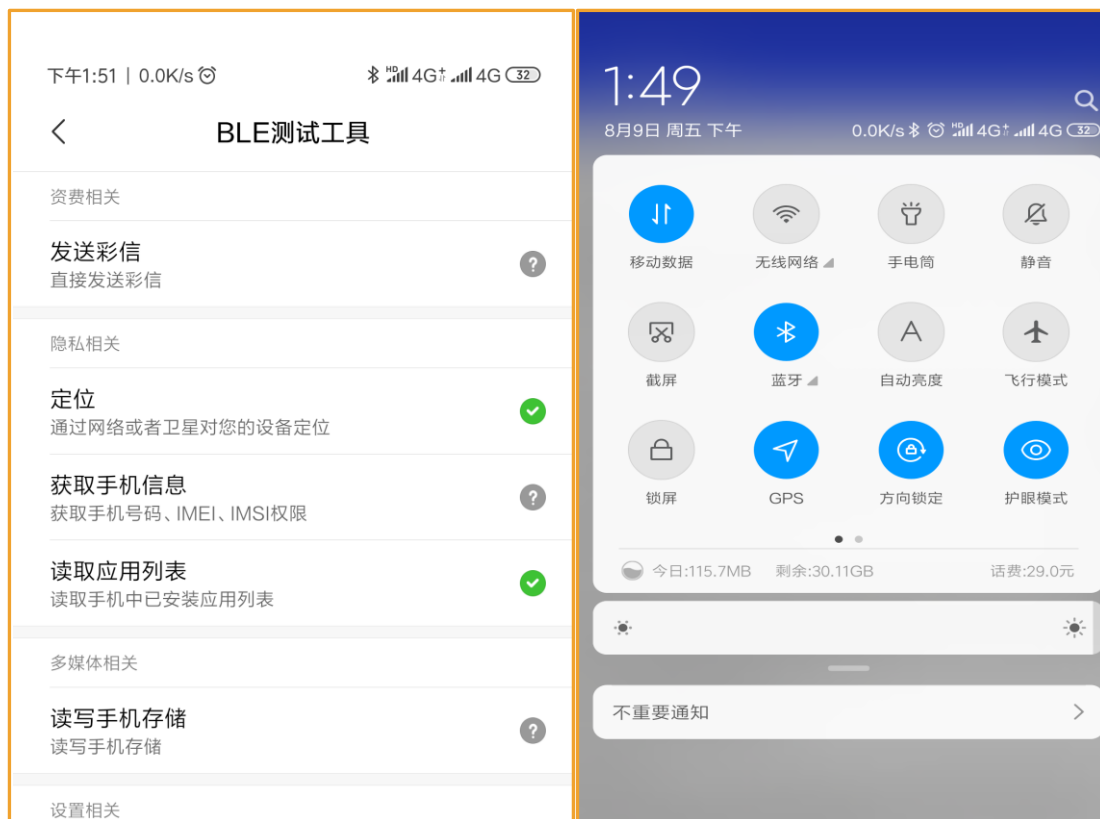 下午1:51 | 0.0K/s HD 4G 4G 32
BLE测试工具
资费相关
发送彩信
直接发送彩信
?
隐私相关
定位
通过网络或者卫星对您的设备定位
获取手机信息
获取手机号码、IMEI、IMSI权限
?
读取应用列表
读取手机中已安装应用列表
多媒体相关
读写手机存储
读写手机存储
?
设置相关
1:49
8月9日 周五 下午 0.0K/s HD 4G 4G 32
移动数据 无线网络 手电筒 静音
截屏 蓝牙 自动亮度 飞行模式
锁屏 GPS 方向锁定 护眼模式
今日:115.7MB 剩余:30.11GB 话费:29.0元
不重要通知